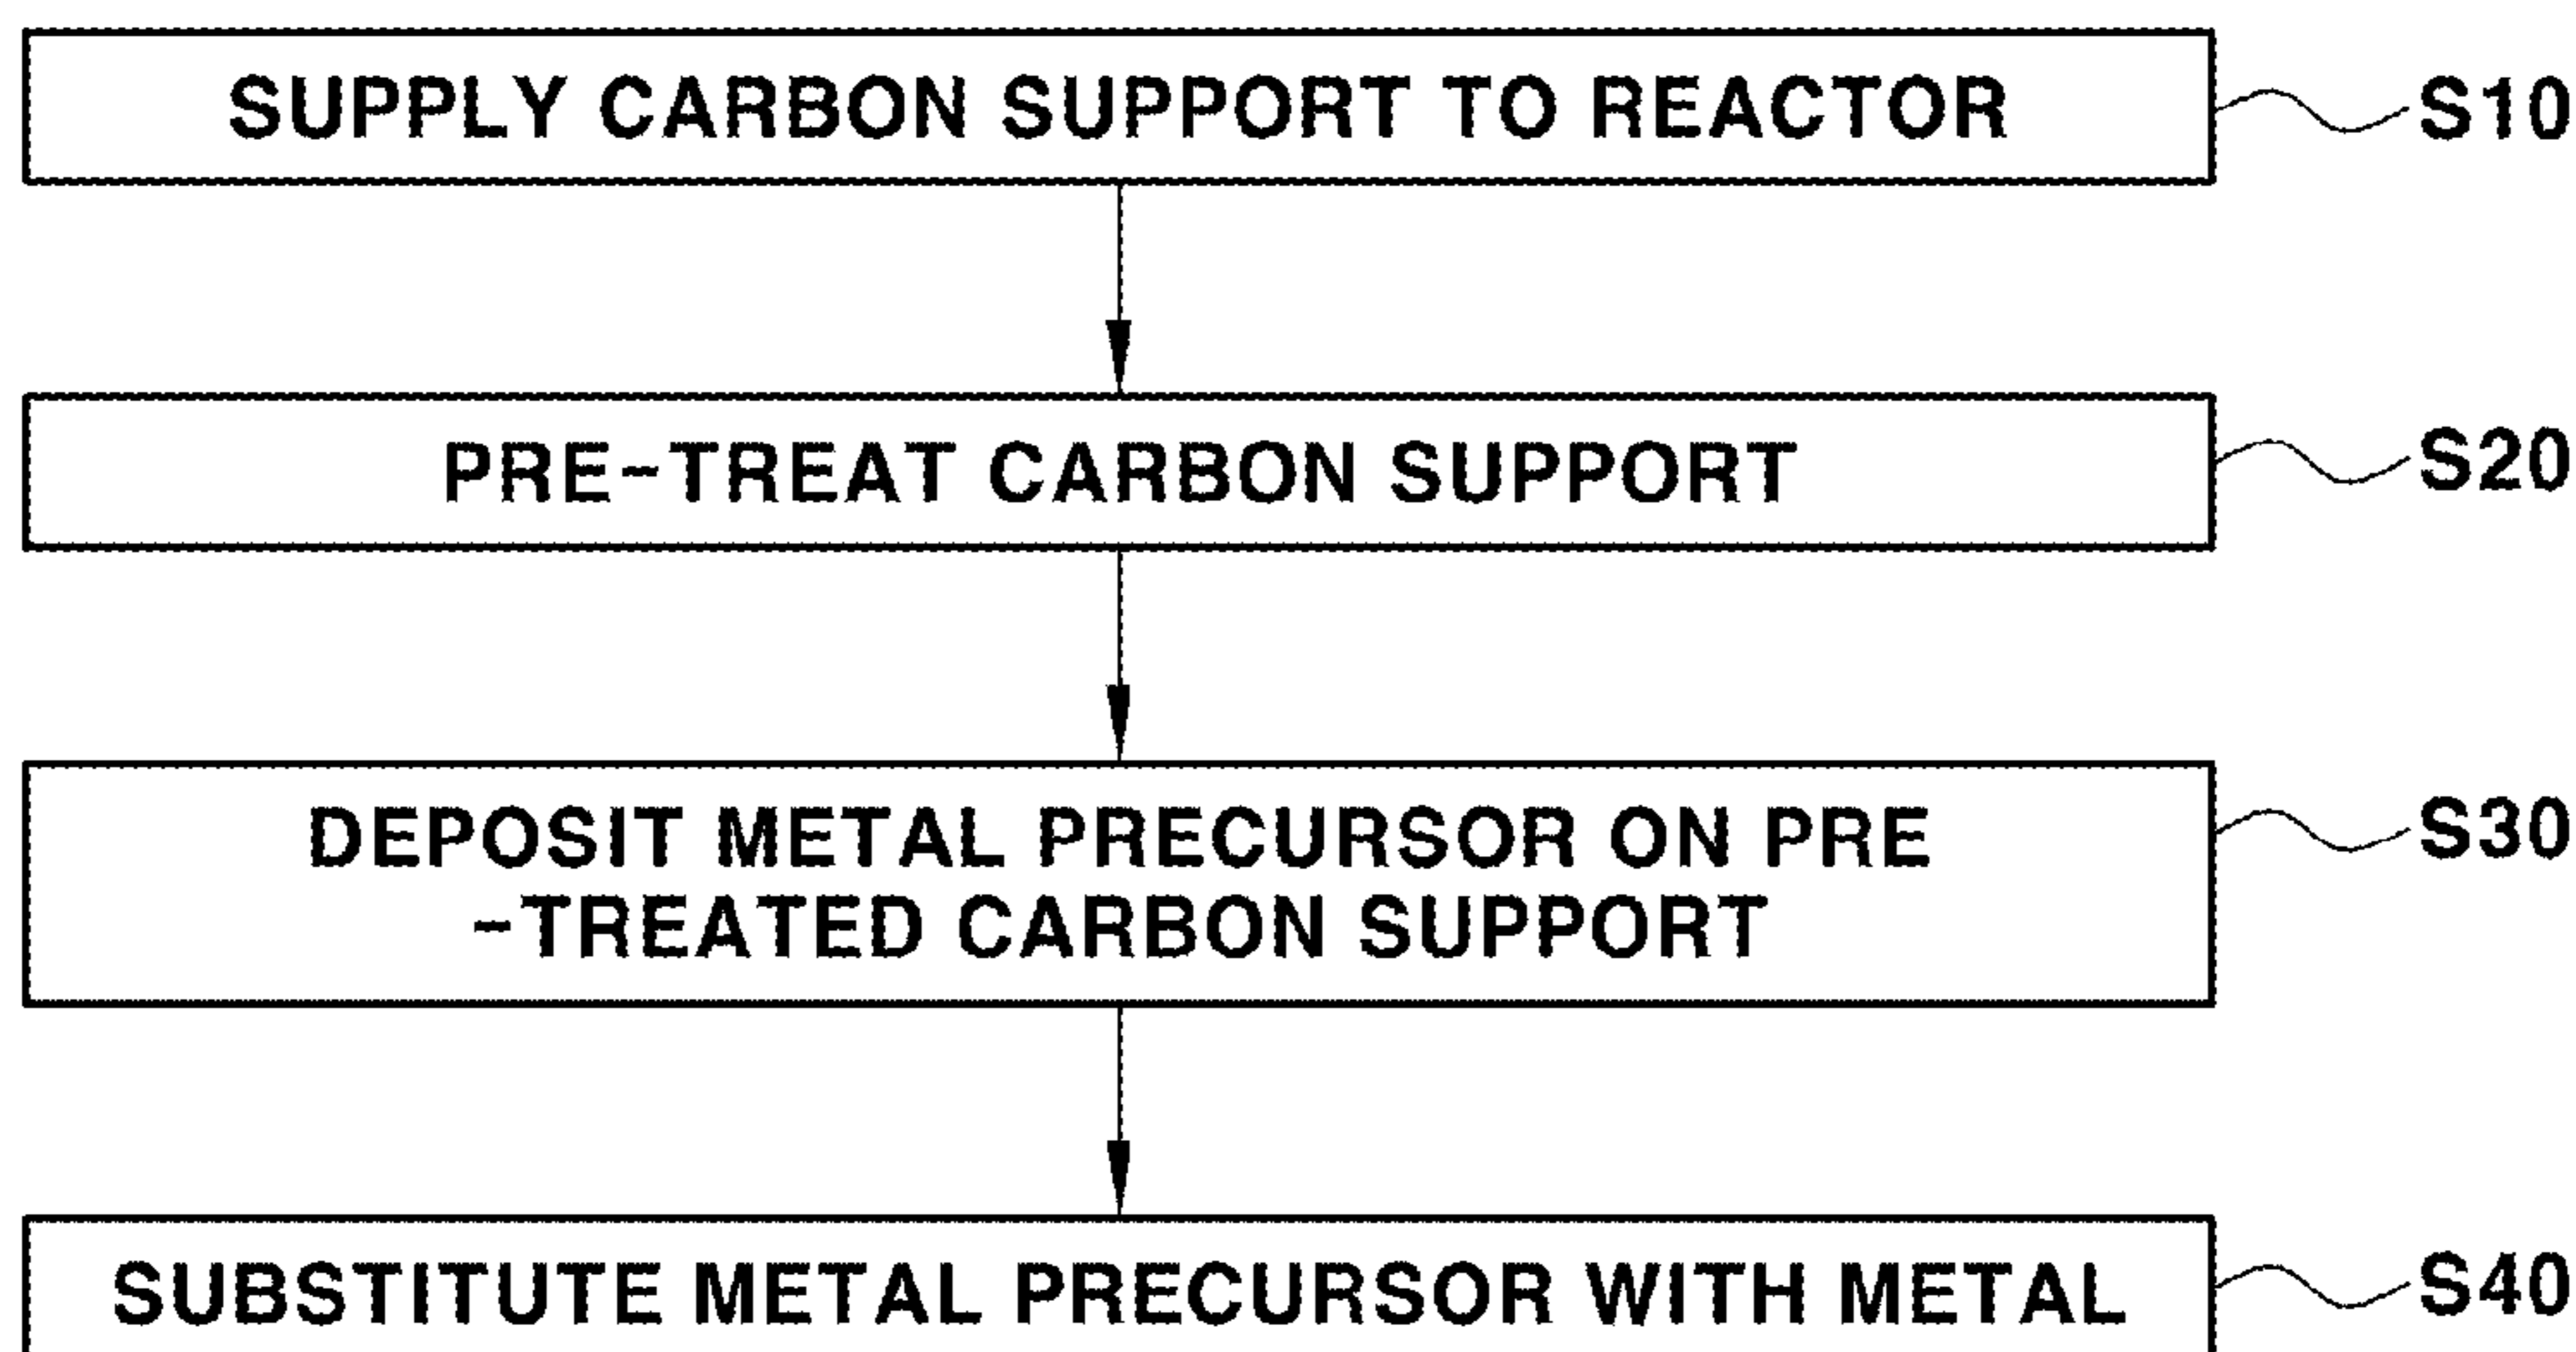 SUPPLY CARBON SUPPORT TO REACTOR S10
PRE-TREAT CARBON SUPPORT S20
DEPOSIT METAL PRECURSOR ON PRE S30
-TREATED CARBON SUPPORT
SUBSTITUTE METAL PRECURSOR WITH METAL S40